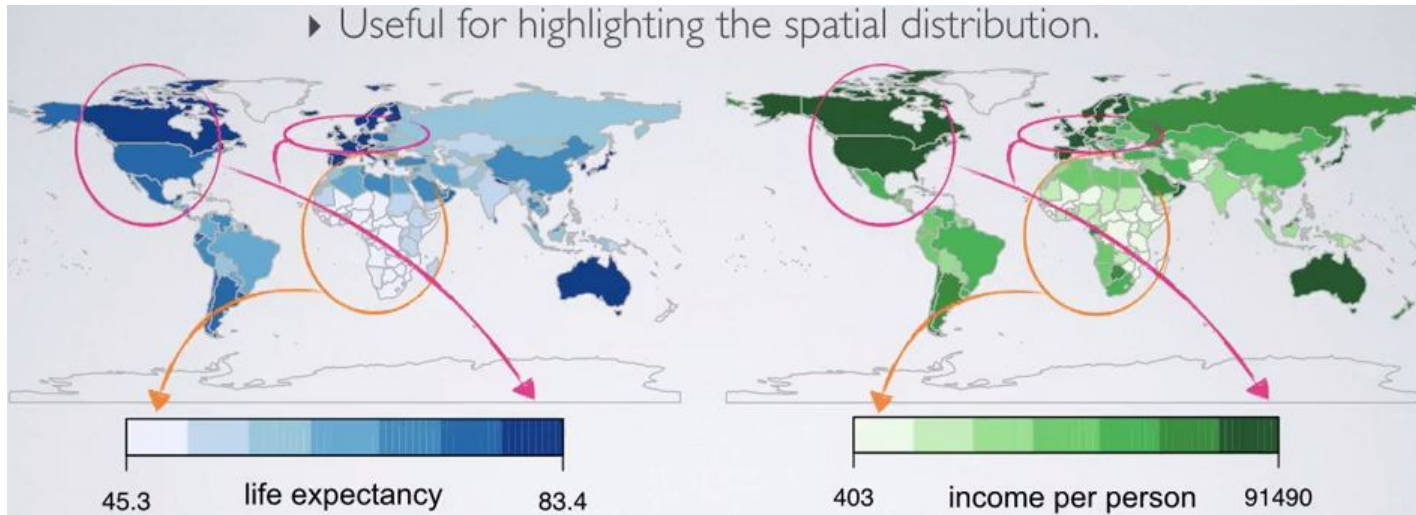 ▸ Useful for highlighting the spatial distribution.
45.3 life expectancy 83.4
403 income per person 91490